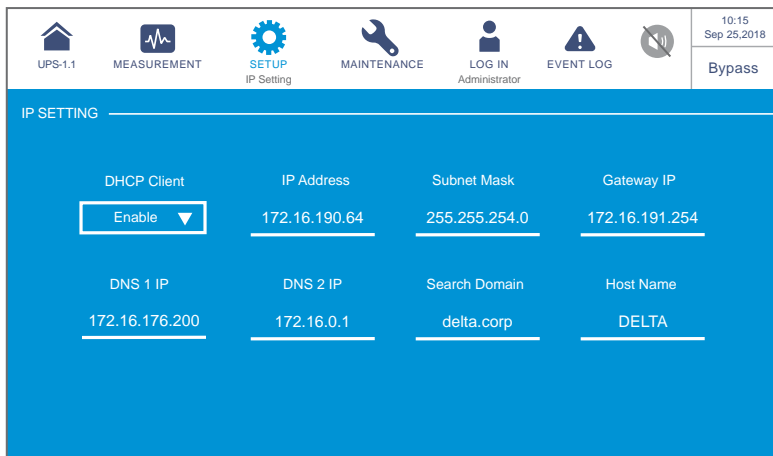 10:15
Sep 25,2018
UPS-1.1
MEASUREMENT
SETUP
IP Setting
MAINTENANCE
LOG IN
Administrator
EVENT LOG
Bypass
IP SETTING
DHCP Client
IP Address
Subnet Mask
Gateway IP
Enable
172.16.190.64
255.255.254.0
172.16.191.254
DNS 1 IP
DNS 2 IP
Search Domain
Host Name
172.16.176.200
172.16.0.1
delta.corp
DELTA